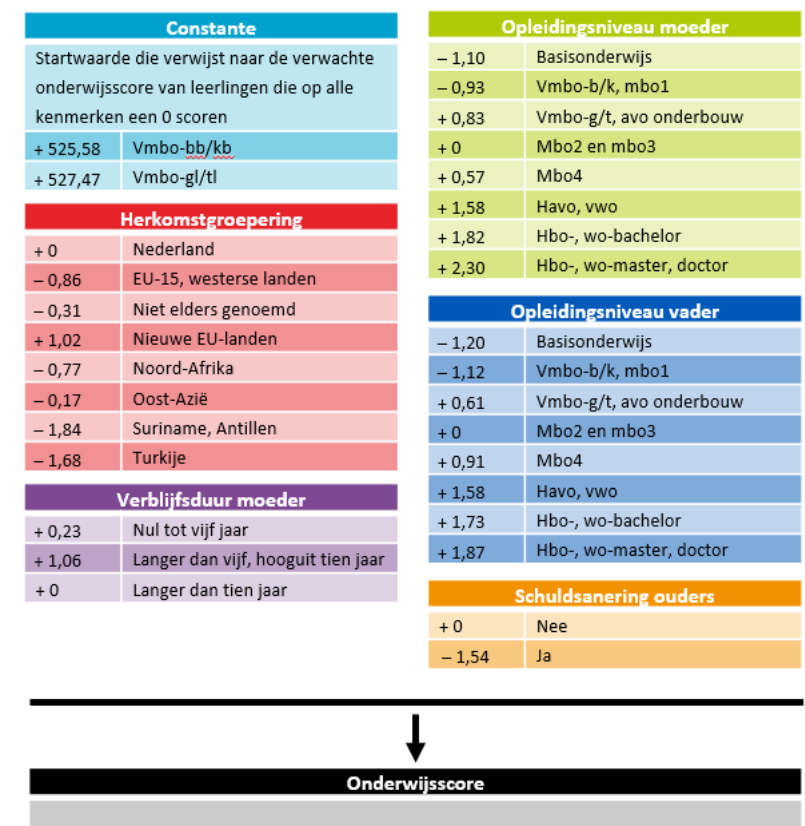 Constante
Startwaarde die verwijst naar de verwachte
onderwijsscore van leerlingen die op alle
kenmerken een 0 scoren
+ 525,58 Vmbo-bb/kb
+ 527,47 Vmbo-gl/tl
Herkomstgroepering
+ 0 Nederland
– 0,86 EU-15, westerse landen
– 0,31 Niet elders genoemd
+ 1,02 Nieuwe EU-landen
– 0,77 Noord-Afrika
– 0,17 Oost-Azië
– 1,84 Suriname, Antillen
– 1,68 Turkije
Verblijfsduur moeder
+ 0,23 Nul tot vijf jaar
+ 1,06 Langer dan vijf, hooguit tien jaar
+ 0 Langer dan tien jaar
Opleidingsniveau moeder
– 1,10 Basisonderwijs
– 0,93 Vmbo-b/k, mbo1
+ 0,83 Vmbo-g/t, avo onderbouw
+ 0 Mbo2 en mbo3
+ 0,57 Mbo4
+ 1,58 Havo, vwo
+ 1,82 Hbo-, wo-bachelor
+ 2,30 Hbo-, wo-master, doctor
Opleidingsniveau vader
– 1,20 Basisonderwijs
– 1,12 Vmbo-b/k, mbo1
+ 0,61 Vmbo-g/t, avo onderbouw
+ 0 Mbo2 en mbo3
+ 0,91 Mbo4
+ 1,58 Havo, vwo
+ 1,73 Hbo-, wo-bachelor
+ 1,87 Hbo-, wo-master, doctor
Schuldsanering ouders
+ 0 Nee
– 1,54 Ja
Onderwijsscore